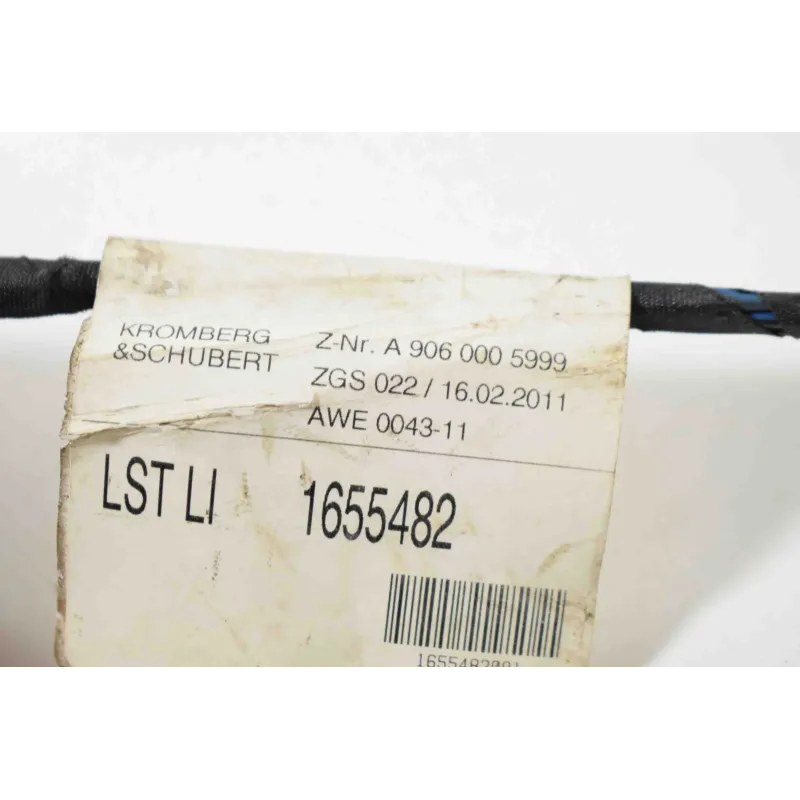 KROMBERG
&SCHUBERT
Z-Nr. A 906 000 5999
ZGS 022 / 16.02.2011
AWE 0043-11
LST LI 1655482